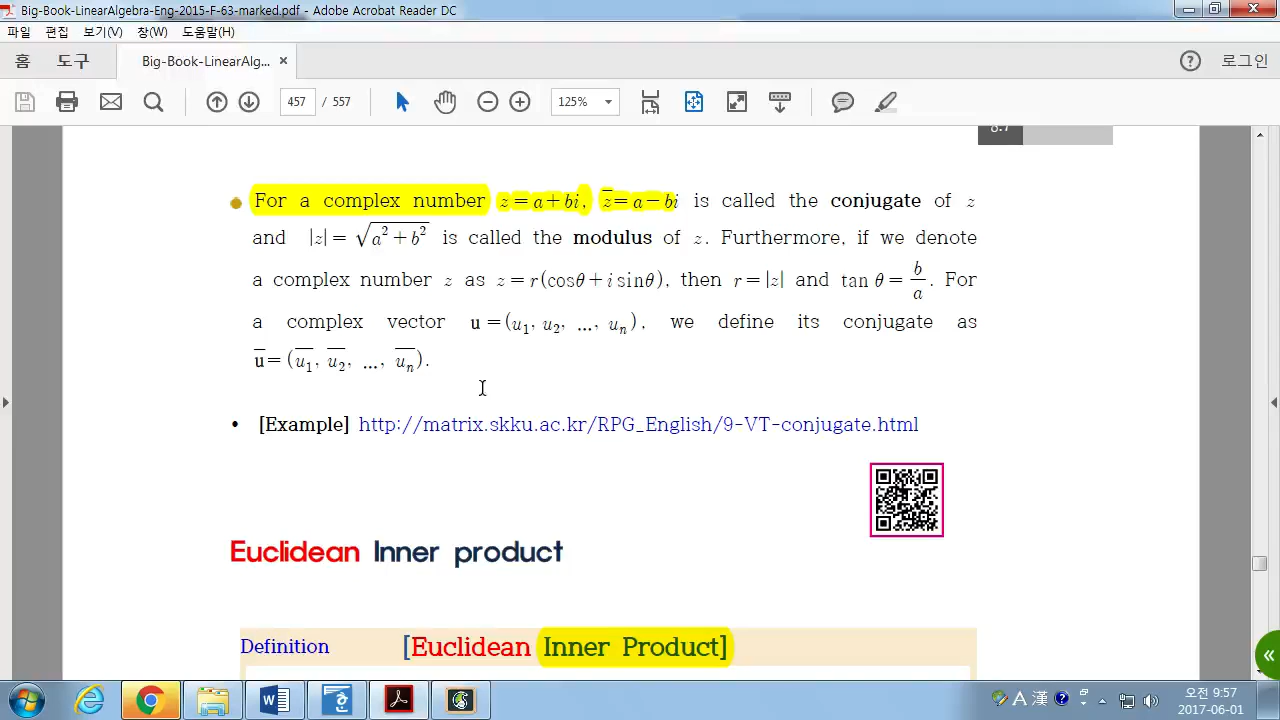 Big-Book-LinearAlgebra-Eng-2015-F-63-marked.pdf - Adobe Acrobat Reader DC
파일 편집 보기(V) 창(W) 도움말(H)
홈 도구 Big-Book-LinearAlg... × 로그인
457 / 557 125%
8.7
For a complex number z = a + bi, z̅ = a − bi is called the conjugate of z
and |z| = √(a² + b²) is called the modulus of z. Furthermore, if we denote
a complex number z as z = r(cosθ + i sinθ), then r = |z| and tan θ = b/a. For
a complex vector u = (u₁, u₂, ..., uₙ), we define its conjugate as
u̅ = (u̅₁, u̅₂, ..., u̅ₙ).
• [Example] http://matrix.skku.ac.kr/RPG_English/9-VT-conjugate.html
Euclidean Inner product
Definition [Euclidean Inner Product]
A 漢
오전 9:57
2017-06-01